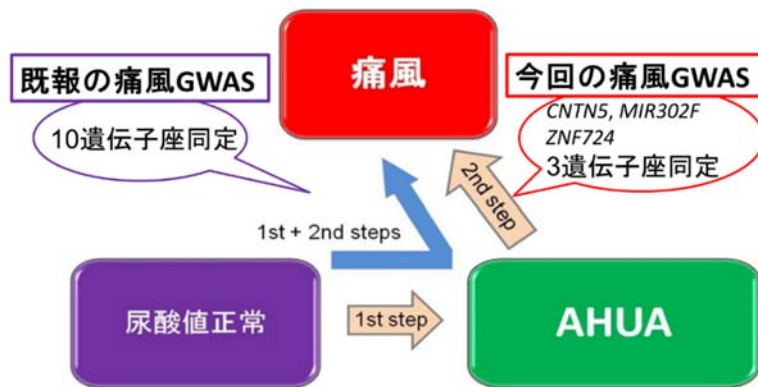 痛風
既報の痛風GWAS
10遺伝子座同定
今回の痛風GWAS
CNTN5, MIR302F
ZNF724
3遺伝子座同定
2nd step
1st + 2nd steps
尿酸値正常
1st step
AHUA